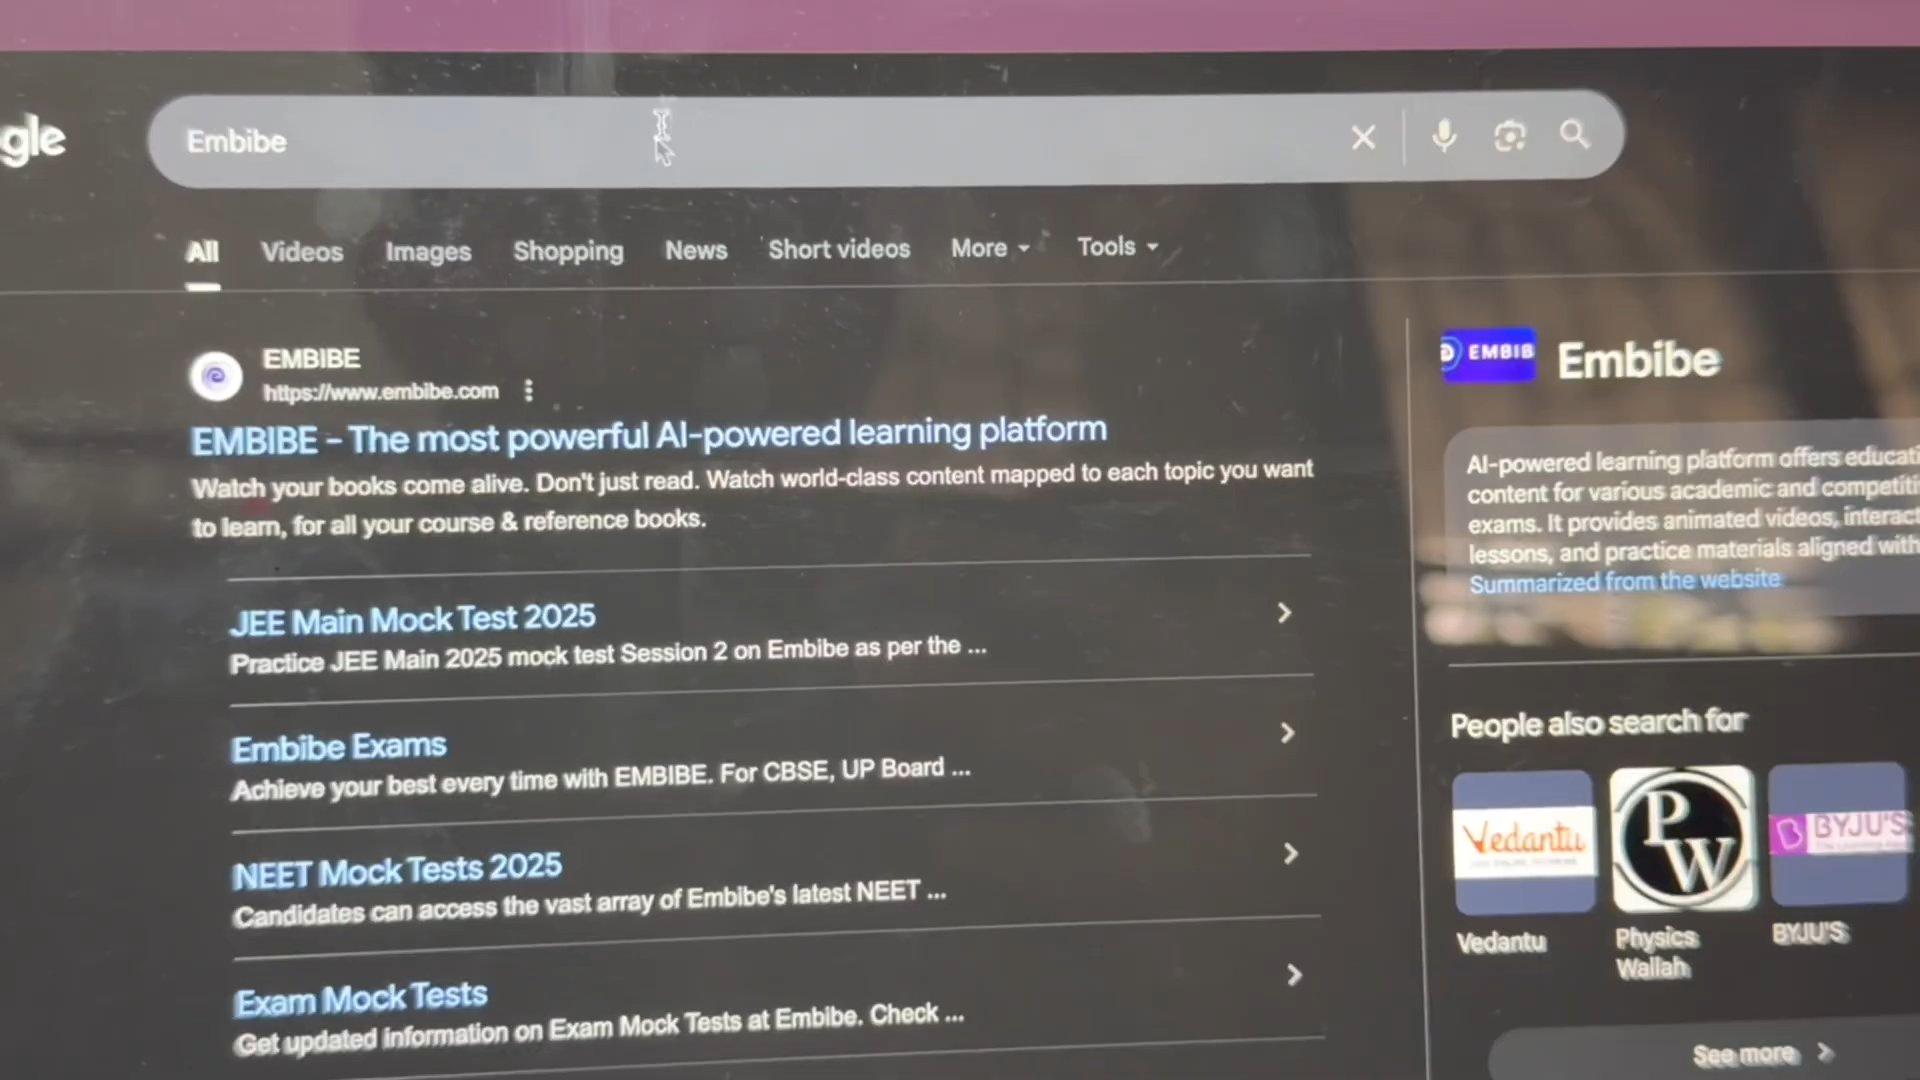 gle
Embibe
All Videos Images Shopping News Short videos More Tools
EMBIBE
https://www.embibe.com
EMBIBE - The most powerful AI-powered learning platform
Watch your books come alive. Don't just read. Watch world-class content mapped to each topic you want
to learn, for all your course & reference books.
JEE Main Mock Test 2025
Practice JEE Main 2025 mock test Session 2 on Embibe as per the ...
Embibe Exams
Achieve your best every time with EMBIBE. For CBSE, UP Board ...
NEET Mock Tests 2025
Candidates can access the vast array of Embibe's latest NEET ...
Exam Mock Tests
Get updated information on Exam Mock Tests at Embibe. Check ...
EMBIB
Embibe
AI-powered learning platform offers educati
content for various academic and competiti
exams. It provides animated videos, interact
lessons, and practice materials aligned with
Summarized from the website
People also search for
Vedantu
PW
BYJU'S
Vedantu
Physics
Wallah
BYJU'S
See more